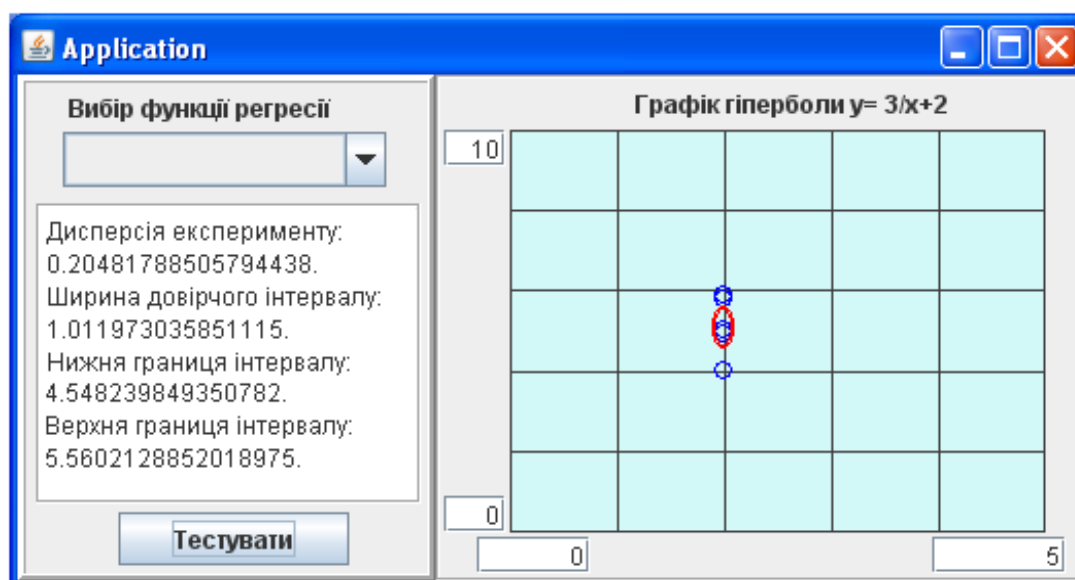 Application
Вибір функції регресії
Дисперсія експерименту:
0.20481788505794438.
Ширина довірчого інтервалу:
1.011973035851115.
Нижня границя інтервалу:
4.548239849350782.
Верхня границя інтервалу:
5.5602128852018975.
Тестувати
Графік гіперболи y= 3/x+2
10
0
0
5